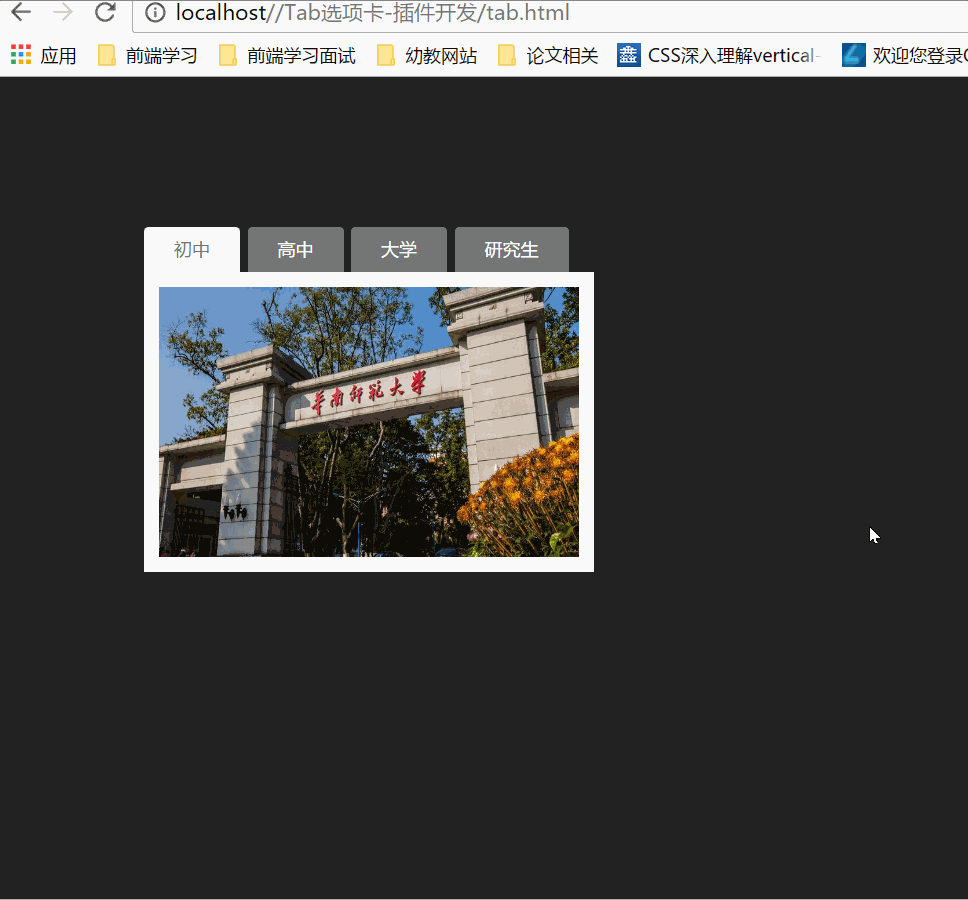 localhost//Tab选项卡-插件开发/tab.html
应用 前端学习 前端学习面试 幼教网站 论文相关 鑫 CSS深入理解vertical- 欢迎您登录
初中 高中 大学 研究生
华南师范大学